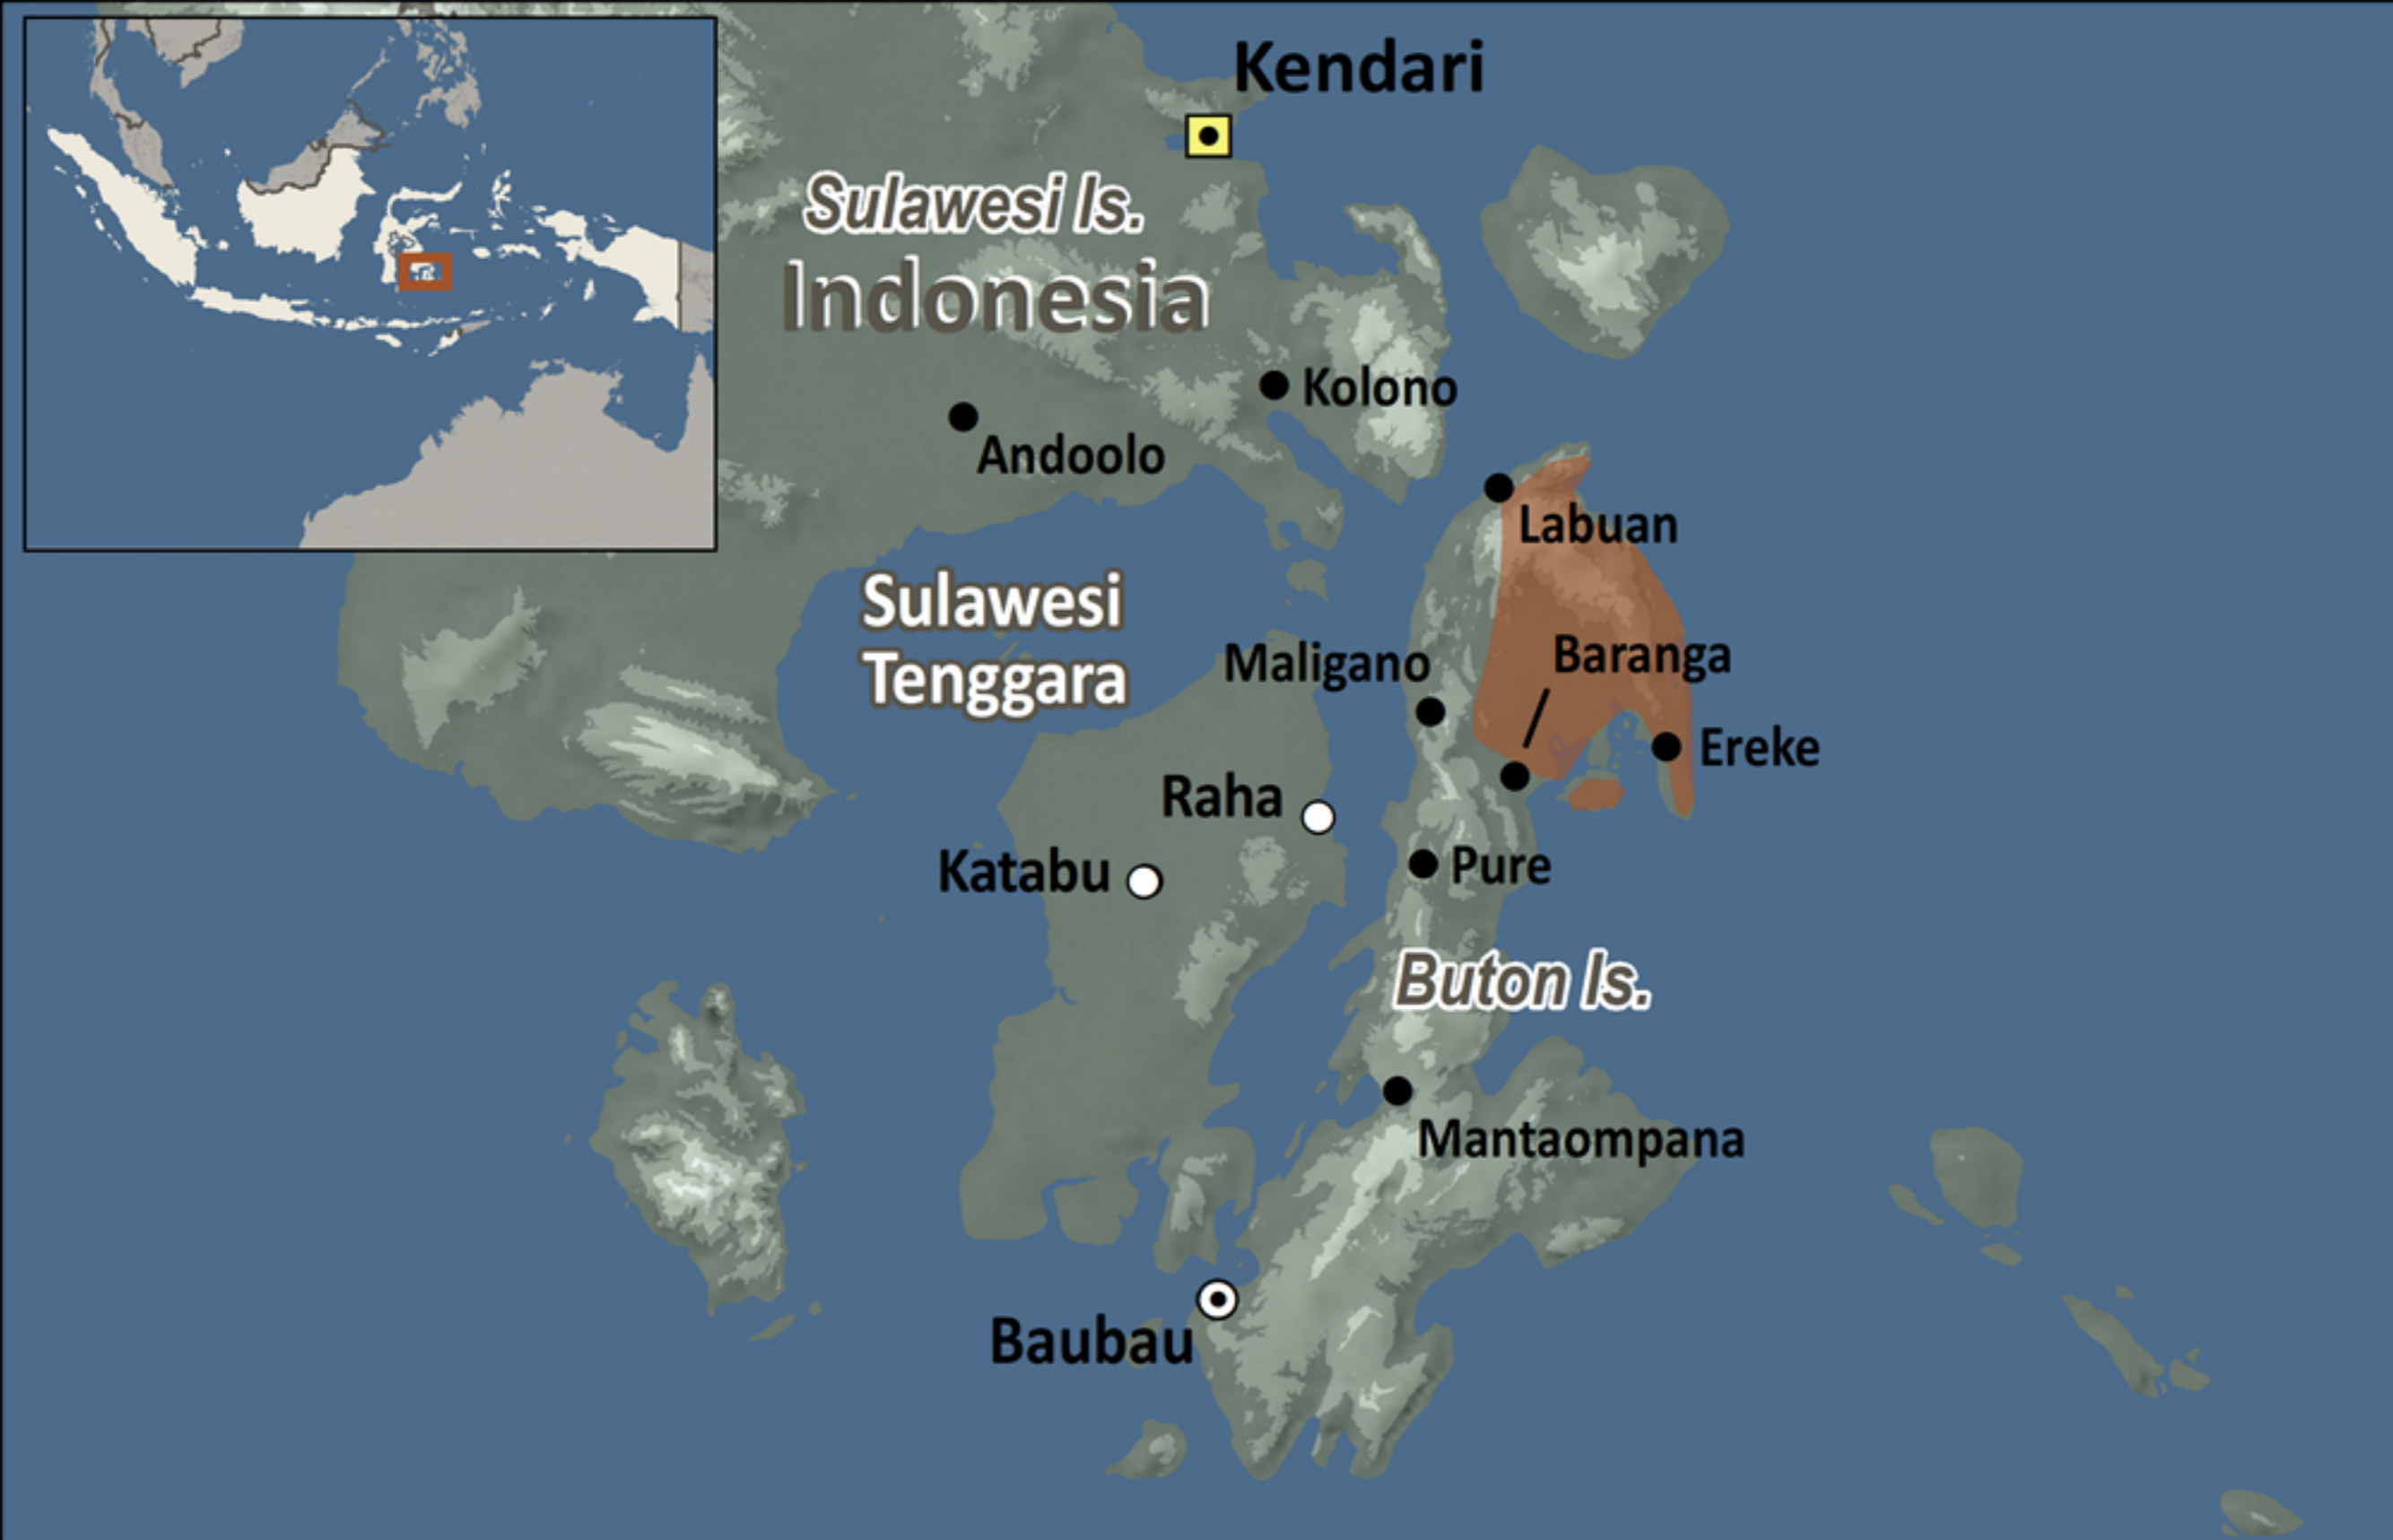 Kendari
Sulawesi Is.
Indonesia
Kolono
Andoolo
Labuan
Sulawesi
Tenggara
Maligano
Baranga
Ereke
Raha
Katabu
Pure
Buton Is.
Mantaompana
Baubau